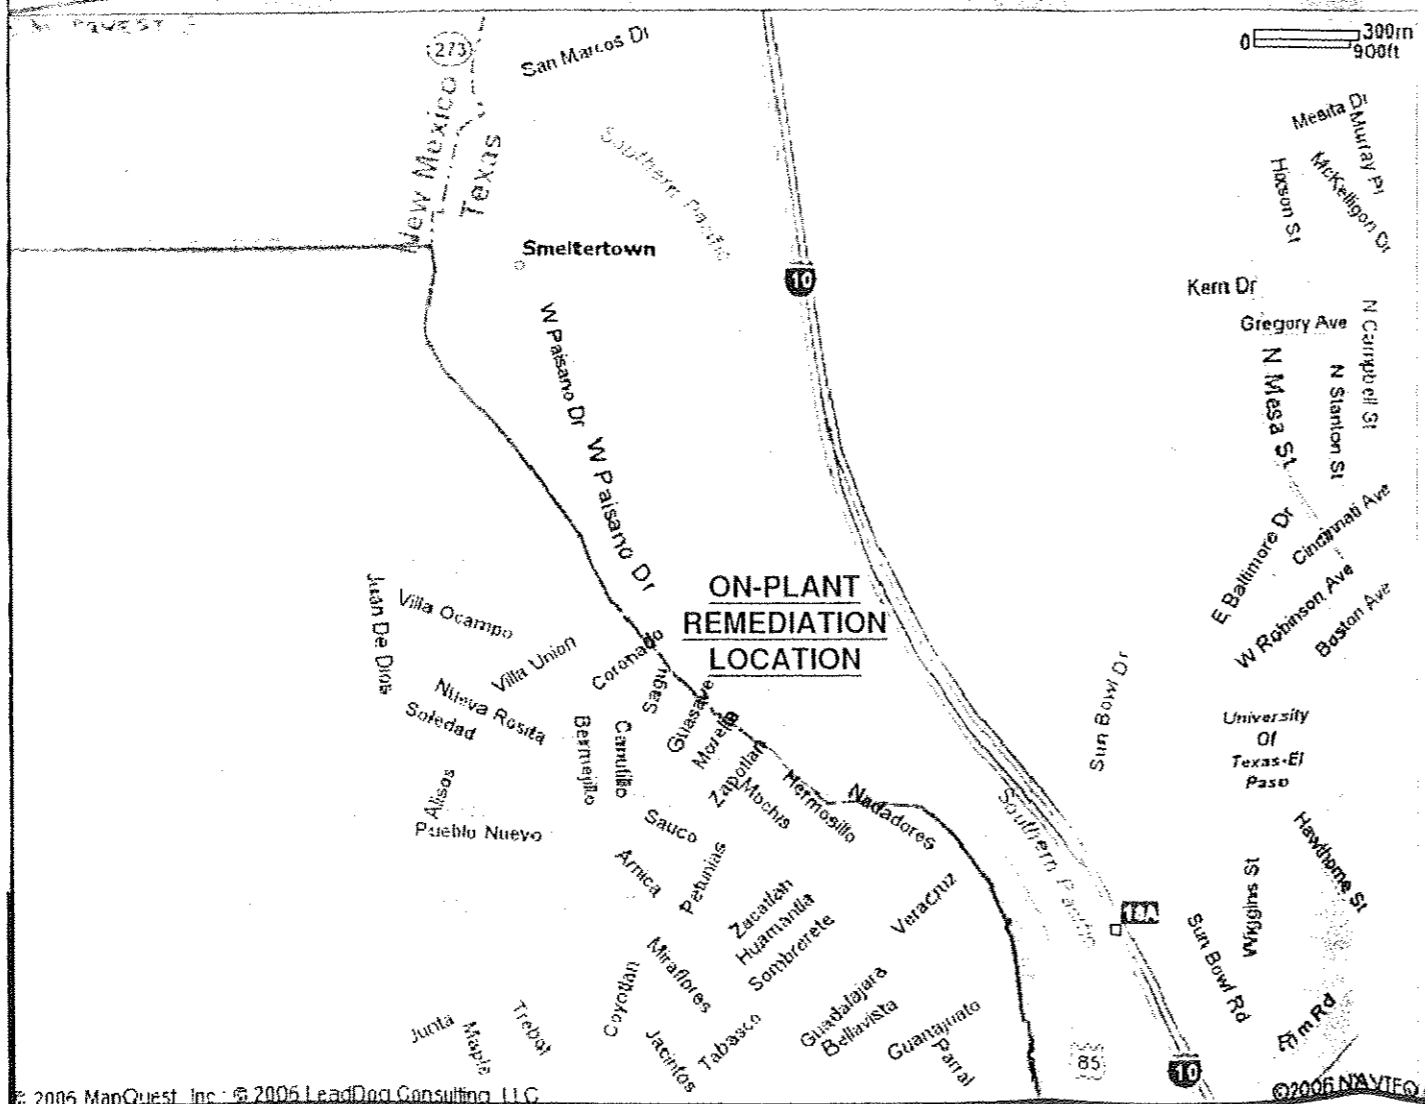 MAPQUEST
273
San Marcos Dr
0
300m
900ft
New Mexico
Texas
Southern Pacific
Mesita Dr
Murray Pl
McKelligon Dr
Hixson St
Smeltertown
10
Kern Dr
Gregory Ave
N Campbell St
W Paisano Dr
N Mesa St
N Stanton St
W Paisano Dr
Cincinnati Ave
E Baltimore Dr
ON-PLANT
REMEDIATION
LOCATION
W Robinson Ave
Boston Ave
Juan De Dios
Villa Ocampo
Villa Union
Coronado
Sagu
Guasave
Morelia
Sun Bowl Dr
Nueva Rosita
Soledad
Bermejillo
Canutillo
University
Of
Texas-El
Paso
Zapotlan
Mochis
Hermosillo
Nadadores
Southern Pacific
Alisos
Pueblo Nuevo
Sauco
Arnica
Petunias
Hawthorne St
Wiggins St
Zacatlan
Huamantla
Sombrerete
Veracruz
18A
Sun Bowl Rd
Miraflores
Coyotlan
Guadalajara
Bellavista
Guanajuato
Parral
Rim Rd
Junta
Maple
Trebol
Jacintos
Tabasco
85
10
© 2006 MapQuest, Inc.; © 2006 LeadDog Consulting, LLC
©2006 NAVTEQ